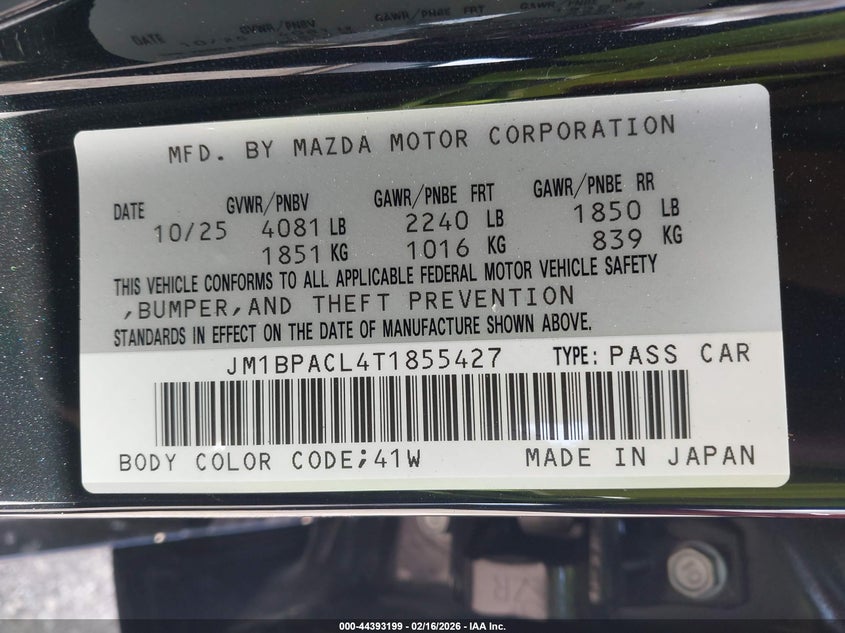 MFD. BY MAZDA MOTOR CORPORATION
DATE GVWR/PNBV GAWR/PNBE FRT GAWR/PNBE RR
10/25 4081 LB 2240 LB 1850 LB
1851 KG 1016 KG 839 KG
THIS VEHICLE CONFORMS TO ALL APPLICABLE FEDERAL MOTOR VEHICLE SAFETY
,BUMPER,AND THEFT PREVENTION
STANDARDS IN EFFECT ON THE DATE OF MANUFACTURE SHOWN ABOVE.
JM1BPACL4T1855427 TYPE: PASS CAR
BODY COLOR CODE;41W MADE IN JAPAN
000-44393199 - 02/16/2026 - IAA Inc.